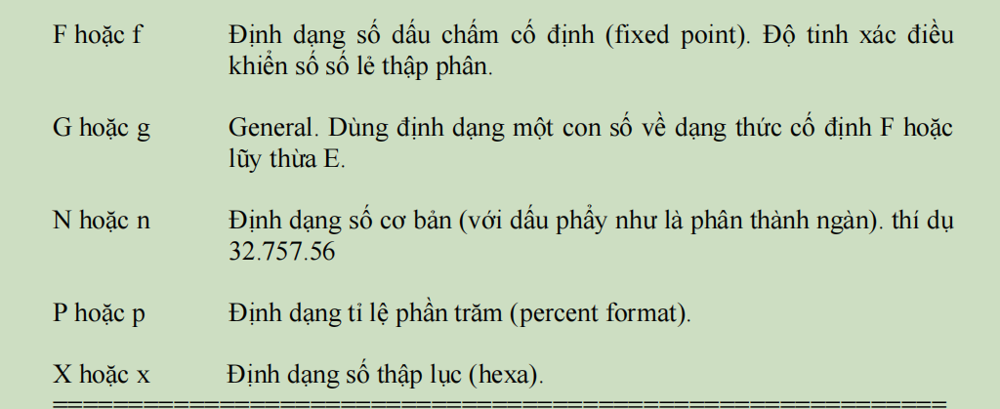 F hoặc f Định dạng số dấu chấm cố định (fixed point). Độ tinh xác điều
khiển số số lẻ thập phân.
G hoặc g General. Dùng định dạng một con số về dạng thức cố định F hoặc
lũy thừa E.
N hoặc n Định dạng số cơ bản (với dấu phẩy như là phân thành ngàn). thí dụ
32.757.56
P hoặc p Định dạng tỉ lệ phần trăm (percent format).
X hoặc x Định dạng số thập lục (hexa).